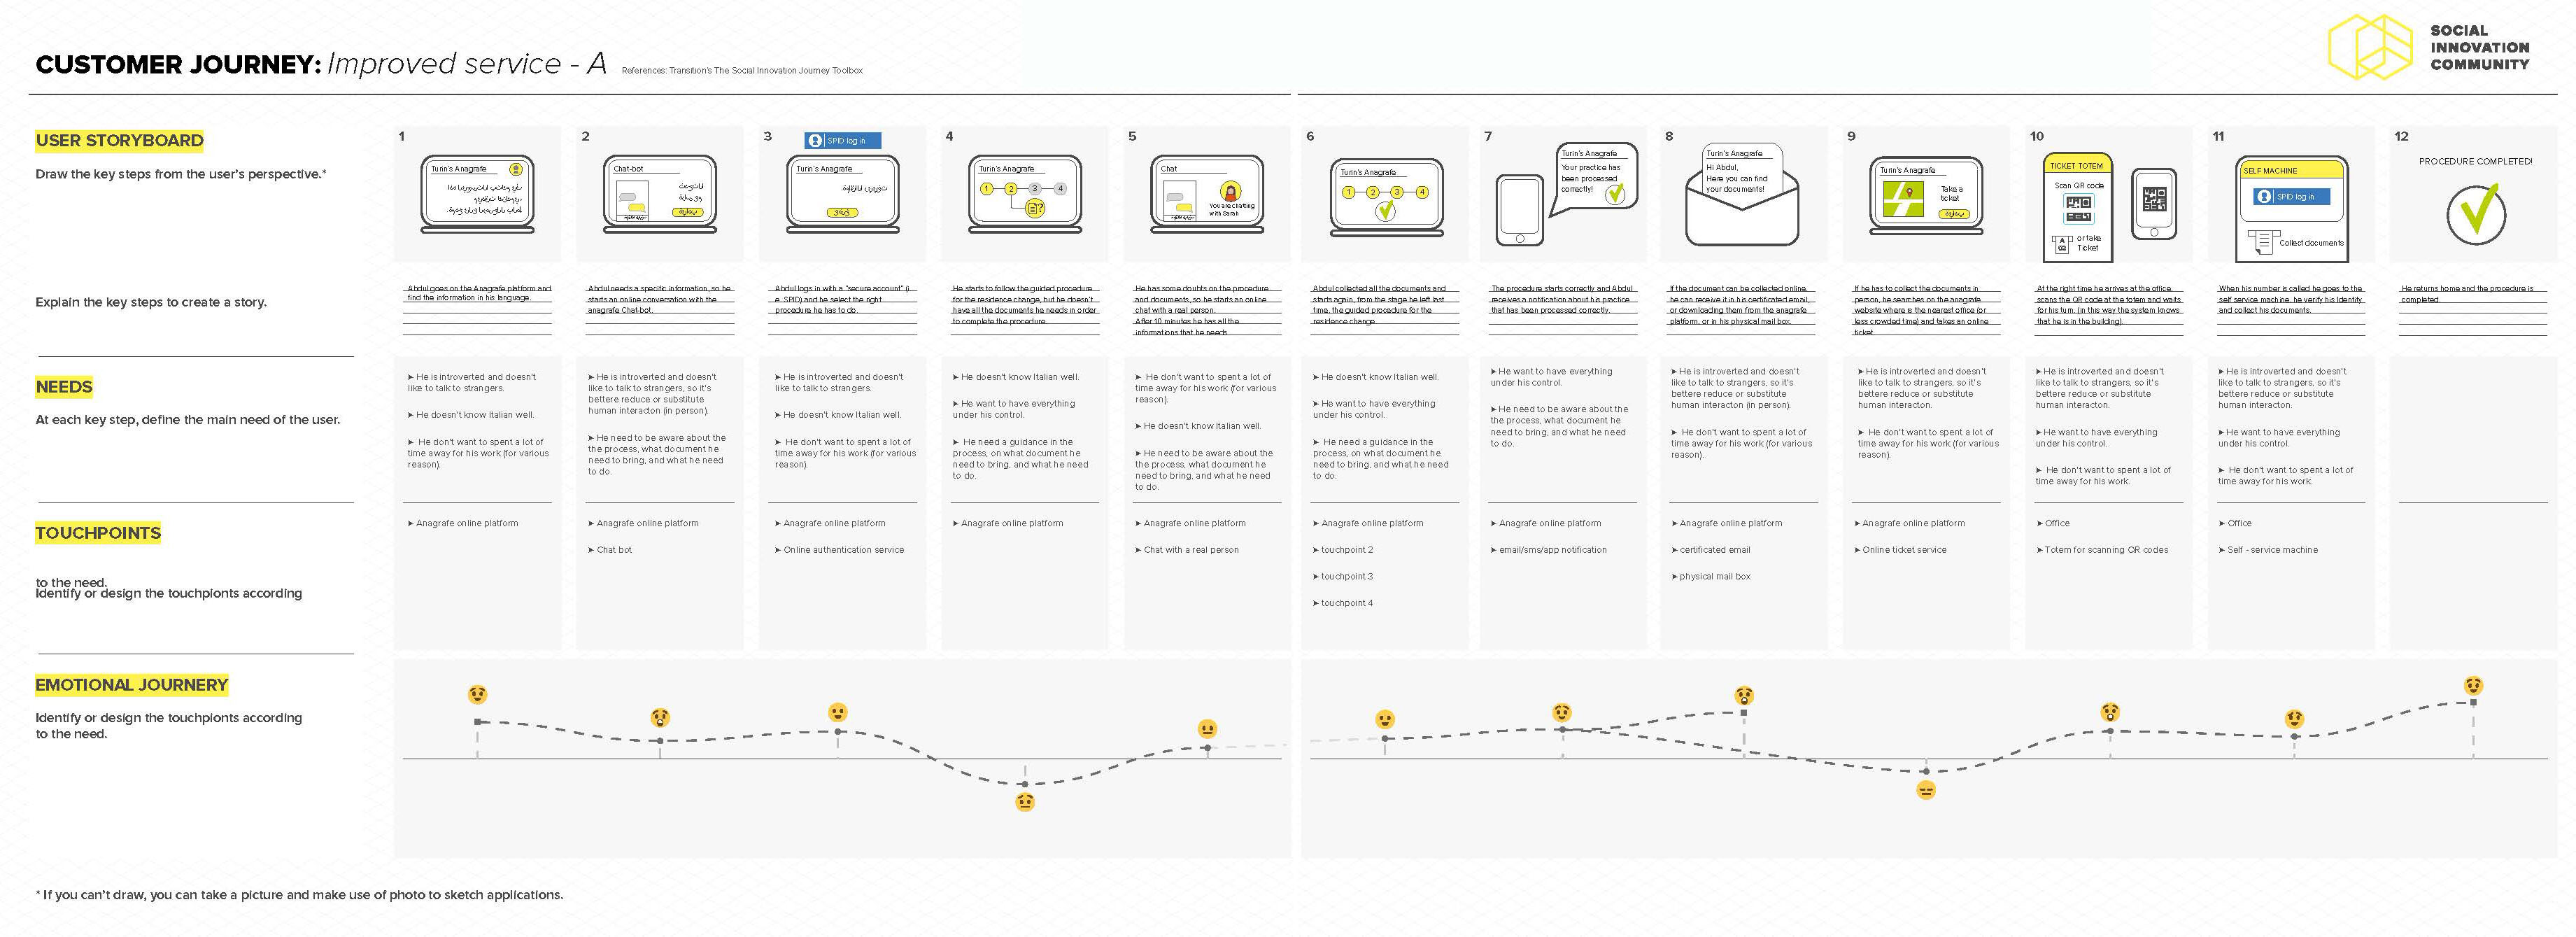 CUSTOMER JOURNEY: Improved service - A
References: Transition's The Social Innovation Journey Toolbox
SOCIAL
INNOVATION
COMMUNITY
USER STORYBOARD
Draw the key steps from the user's perspective.*
1
Turin's Anagrafe
2
Chat-bot
3
SPID log in
Turin's Anagrafe
4
Turin's Anagrafe
1 2 3 4
?
5
Chat
You are chatting
with Sarah
6
Turin's Anagrafe
1 2 3 4
7
Turin's Anagrafe
Your practice has
been processed
correctly!
8
Turin's Anagrafe
Hi Abdul,
Here you can find
your documents!
9
Turin's Anagrafe
Take a
ticket
10
TICKET TOTEM
Scan QR code
A
02
or take
Ticket
11
SELF MACHINE
SPID log in
Collect documents
12
PROCEDURE COMPLETED!
Explain the key steps to create a story.
Abdul goes on the Anagrafe platform and
find the information in his language.
Abdul needs a specific information, so he
starts an online conversation with the
anagrafe Chat-bot.
Abdul logs in with a "secure account" (i.
e. SPID) and he select the right
procedure he has to do.
He starts to follow the guided procedure
for the residence change, but he doesn't
have all the documents he needs in order
to complete the procedure.
He has some doubts on the procedure
and documents, so he starts an online
chat with a real person.
After 10 minutes he has all the
informations that he needs.
Abdul collected all the documents and
starts again, from the stage he left last
time, the guided procedure for the
residence change.
The procedure starts correctly and Abdul
receives a notification about his practice
that has been processed correctly.
If the document can be collected online,
he can receive it in his certificated email,
or downloading them from the anagrafe
platform, or in his physical mail box.
If he has to collect the documents in
person, he searches on the anagrafe
website where is the nearest office (or
less crowded time) and takes an online
ticket.
At the right time he arrives at the office,
scans the QR code at the totem and waits
for his turn. (in this way the system knows
that he is in the building).
When his number is called he goes to the
self service machine, he verify his Identity
and collect his documents.
He returns home and the procedure is
completed.
NEEDS
At each key step, define the main need of the user.
➤ He is introverted and doesn't
like to talk to strangers.
➤ He doesn't know Italian well.
➤ He don't want to spent a lot of
time away for his work (for various
reason).
➤ He is introverted and doesn't
like to talk to strangers, so it's
bettere reduce or substitute
human interacton (in person).
➤ He need to be aware about the
the process, what document he
need to bring, and what he need
to do.
➤ He is introverted and doesn't
like to talk to strangers.
➤ He doesn't know Italian well.
➤ He don't want to spent a lot of
time away for his work (for various
reason).
➤ He doesn't know Italian well.
➤ He want to have everything
under his control.
➤ He need a guidance in the
process, on what document he
need to bring, and what he need
to do.
➤ He don't want to spent a lot of
time away for his work (for various
reason).
➤ He doesn't know Italian well.
➤ He need to be aware about the
the process, what document he
need to bring, and what he need
to do.
➤ He doesn't know Italian well.
➤ He want to have everything
under his control.
➤ He need a guidance in the
process, on what document he
need to bring, and what he need
to do.
➤ He want to have everything
under his control.
➤ He need to be aware about the
the process, what document he
need to bring, and what he need
to do.
➤ He is introverted and doesn't
like to talk to strangers, so it's
bettere reduce or substitute
human interacton (in person).
➤ He don't want to spent a lot of
time away for his work (for various
reason).
➤ He is introverted and doesn't
like to talk to strangers, so it's
bettere reduce or substitute
human interacton.
➤ He don't want to spent a lot of
time away for his work (for various
reason).
➤ He is introverted and doesn't
like to talk to strangers, so it's
bettere reduce or substitute
human interacton.
➤ He want to have everything
under his control.
➤ He don't want to spent a lot of
time away for his work.
➤ He is introverted and doesn't
like to talk to strangers, so it's
bettere reduce or substitute
human interacton.
➤ He want to have everything
under his control.
➤ He don't want to spent a lot of
time away for his work.
TOUCHPOINTS
to the need.
Identify or design the touchpionts according
➤ Anagrafe online platform
➤ Anagrafe online platform
➤ Chat bot
➤ Anagrafe online platform
➤ Online authentication service
➤ Anagrafe online platform
➤ Anagrafe online platform
➤ Chat with a real person
➤ Anagrafe online platform
➤ touchpoint 2
➤ touchpoint 3
➤ touchpoint 4
➤ Anagrafe online platform
➤ email/sms/app notification
➤ Anagrafe online platform
➤ certificated email
➤ physical mail box
➤ Anagrafe online platform
➤ Online ticket service
➤ Office
➤ Totem for scanning QR codes
➤ Office
➤ Self - service machine
EMOTIONAL JOURNERY
Identify or design the touchpionts according
to the need.
* If you can't draw, you can take a picture and make use of photo to sketch applications.